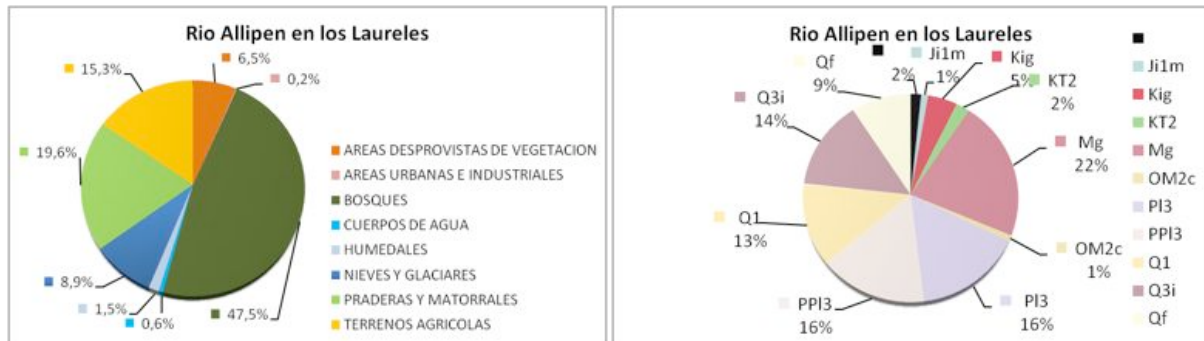 Rio Allipen en los Laureles
6,5%
0,2%
15,3%
19,6%
8,9%
1,5%
0,6%
47,5%
AREAS DESPROVISTAS DE VEGETACION
AREAS URBANAS E INDUSTRIALES
BOSQUES
CUERPOS DE AGUA
HUMEDALES
NIEVES Y GLACIARES
PRADERAS Y MATORRALES
TERRENOS AGRICOLAS
Rio Allipen en los Laureles
2%
Ji1m
1%
Kig
5%
KT2
2%
Mg
22%
OM2c
1%
Pl3
16%
PPl3
16%
Q1
13%
Q3i
14%
Qf
9%
Ji1m
Kig
KT2
Mg
OM2c
Pl3
PPl3
Q1
Q3i
Qf